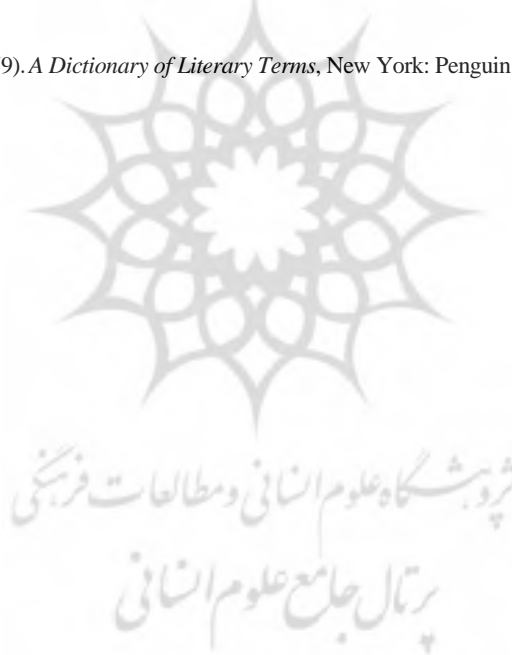 9). A Dictionary of Literary Terms, New York: Penguin
پژوهشگاه علوم انسانی و مطالعات فرهنگی
پرتال جامع علوم انسانی